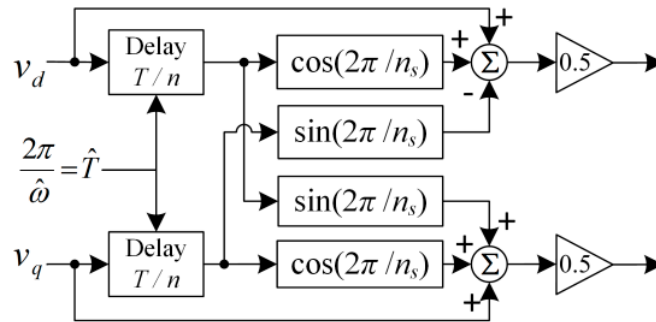 v_d
Delay
T / n
cos(2π / n_s)
+
+
Σ
-
0.5
sin(2π / n_s)
2π
ω̂
= T̂
sin(2π / n_s)
+
v_q
Delay
T / n
cos(2π / n_s)
+
Σ
+
0.5